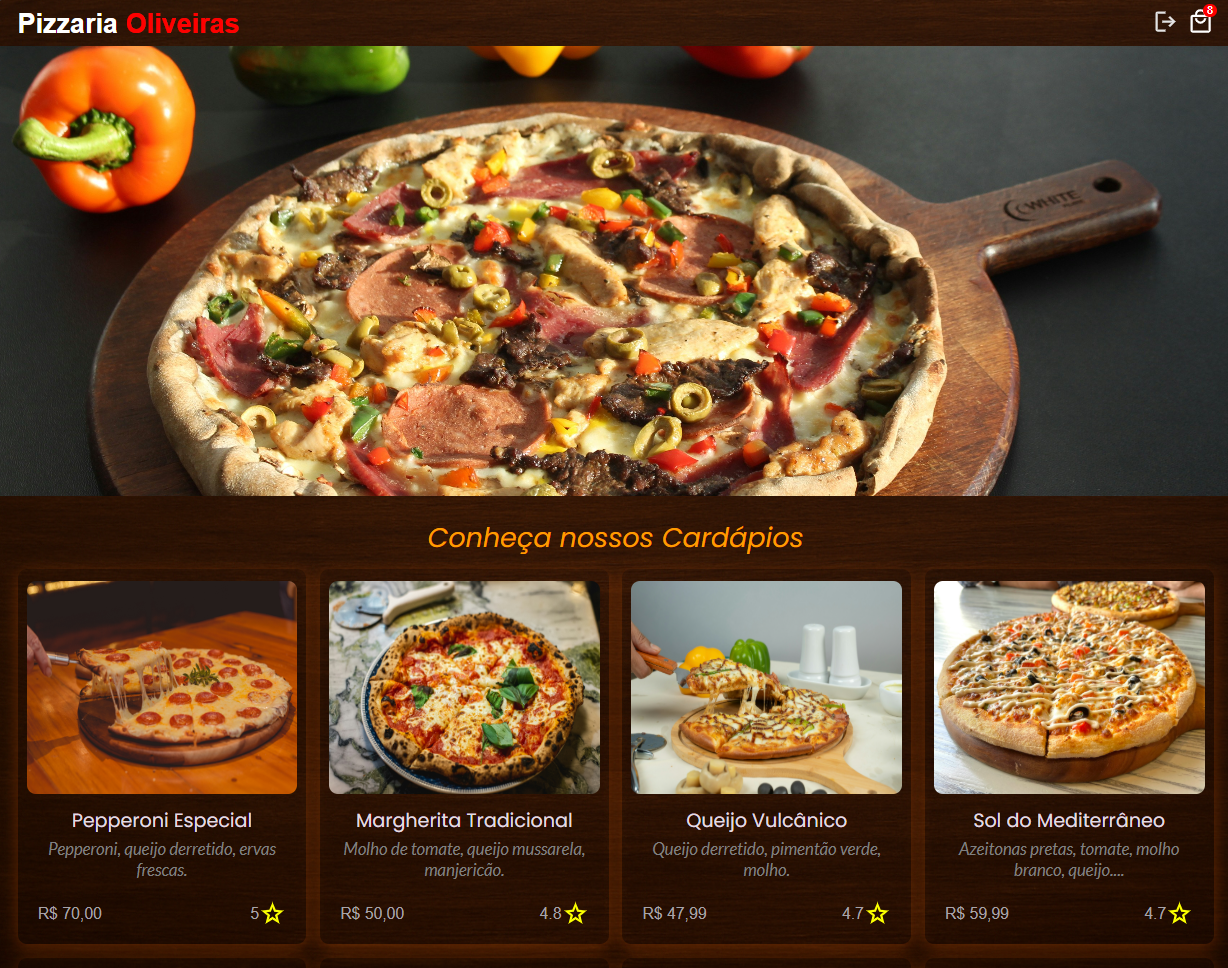 Pizzaria Oliveiras
8
WHITE
Conheça nossos Cardápios
Pepperoni Especial
Pepperoni, queijo derretido, ervas
frescas.
R$ 70,00
5
Margherita Tradicional
Molho de tomate, queijo mussarela,
manjericão.
R$ 50,00
4.8
Queijo Vulcânico
Queijo derretido, pimentão verde,
molho.
R$ 47,99
4.7
Sol do Mediterrâneo
Azeitonas pretas, tomate, molho
branco, queijo....
R$ 59,99
4.7